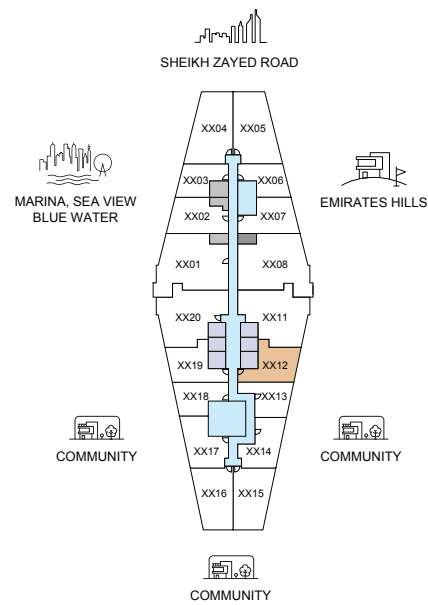 SHEIKH ZAYED ROAD
XX04 XX05
XX03 XX06
MARINA, SEA VIEW
BLUE WATER
EMIRATES HILLS
XX02 XX07
XX01 XX08
XX20 XX11
XX19 XX12
XX18 XX13
COMMUNITY
COMMUNITY
XX17 XX14
XX16 XX15
COMMUNITY